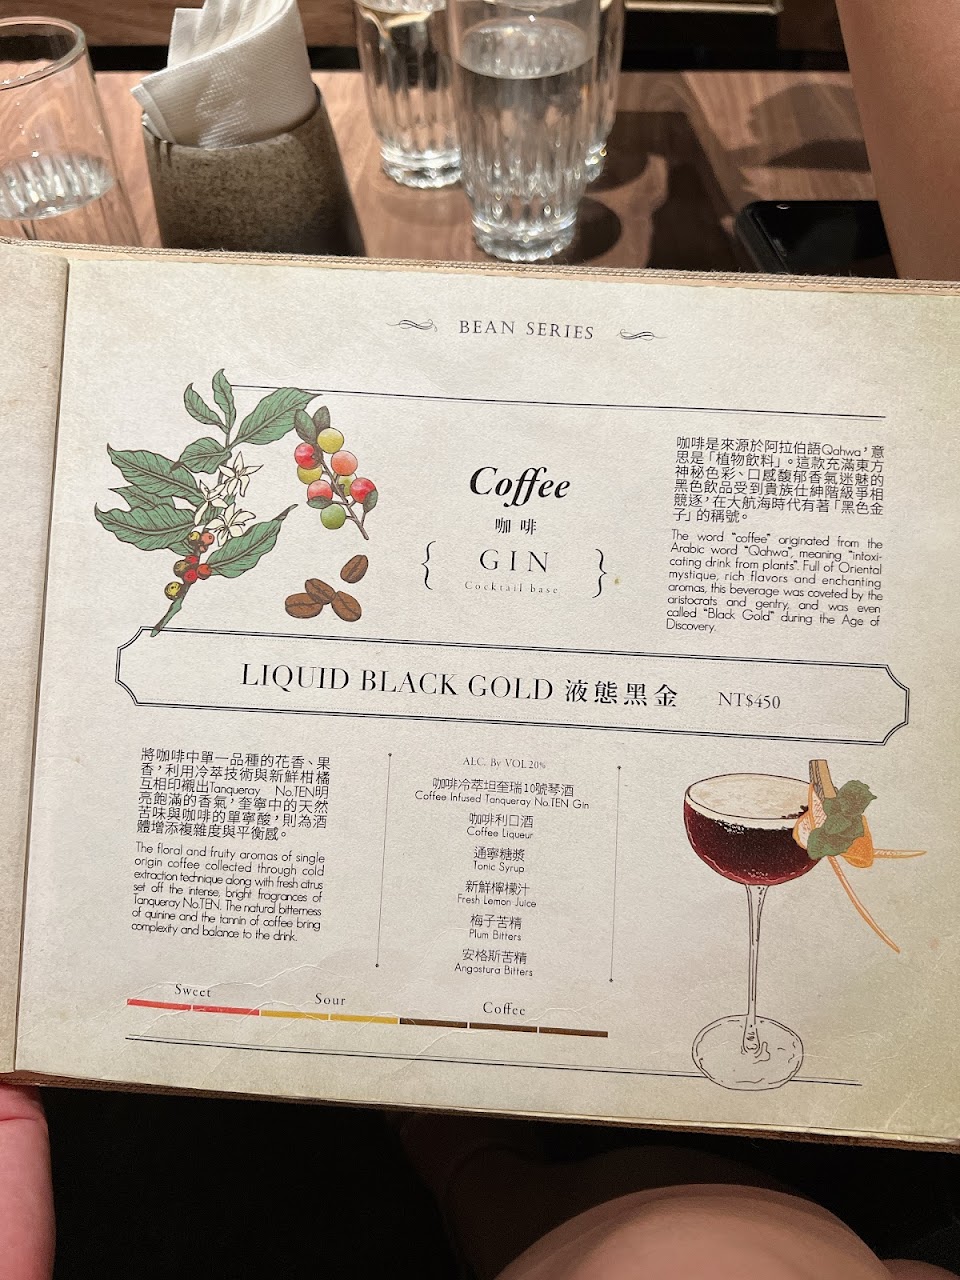 BEAN SERIES
Coffee
咖啡
GIN
Cocktail base
咖啡是來源於阿拉伯語Qahwa，意
思是「植物飲料」。這款充滿東方
神秘色彩、口感馥郁香氣迷魅的
黑色飲品受到貴族仕紳階級爭相
競逐，在大航海時代有著「黑色金
子」的稱號。
The word "coffee" originated from the
Arabic word "Qahwa", meaning "intoxi-
cating drink from plants". Full of Oriental
mystique, rich flavors and enchanting
aromas, this beverage was coveted by the
aristocrats and gentry, and was even
called "Black Gold" during the Age of
Discovery.
LIQUID BLACK GOLD 液態黑金 NT$450
將咖啡中單一品種的花香、果
香，利用冷萃技術與新鮮柑橘
互相印襯出Tanqueray No.TEN明
亮飽滿的香氣，奎寧中的天然
苦味與咖啡的單寧酸，則為酒
體增添複雜度與平衡感。
The floral and fruity aromas of single
origin coffee collected through cold
extraction technique along with fresh citrus
set off the intense, bright fragrances of
Tanqueray No.TEN. The natural bitterness
of quinine and the tannin of coffee bring
complexity and balance to the drink.
ALC. By VOL 20%
咖啡冷萃坦奎瑞10號琴酒
Coffee Infused Tanqueray No.TEN Gin
咖啡利口酒
Coffee Liqueur
通寧糖漿
Tonic Syrup
新鮮檸檬汁
Fresh Lemon Juice
梅子苦精
Plum Bitters
安格斯苦精
Angostura Bitters
Sweet
Sour
Coffee